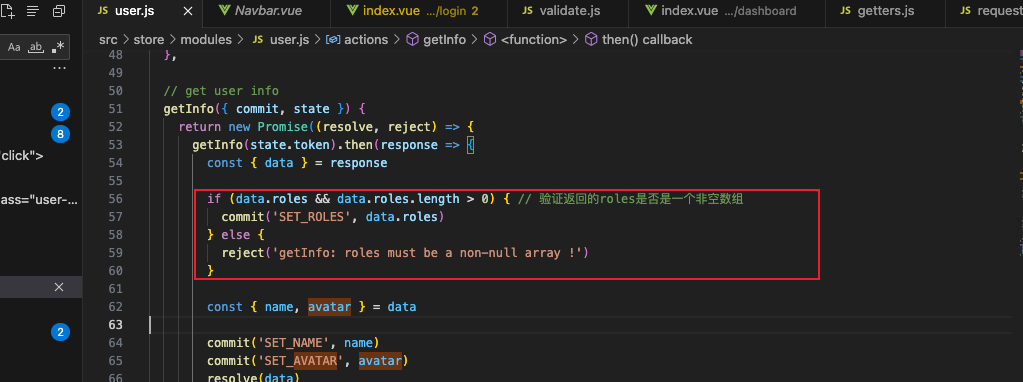 JS user.js ×
Navbar.vue
index.vue .../login 2
JS validate.js
index.vue .../dashboard
JS getters.js
JS request
Aa ab .*
src > store > modules > JS user.js > actions > getInfo > <function> > then() callback
...
2
8
"click">
ass="user-...
2
48 },
49
50 // get user info
51 getInfo({ commit, state }) {
52 return new Promise((resolve, reject) => {
53 getInfo(state.token).then(response => {
54 const { data } = response
55
56 if (data.roles && data.roles.length > 0) { // 验证返回的roles是否是一个非空数组
57 commit('SET_ROLES', data.roles)
58 } else {
59 reject('getInfo: roles must be a non-null array !')
60 }
61
62 const { name, avatar } = data
63
64 commit('SET_NAME', name)
65 commit('SET_AVATAR', avatar)
66 resolve(data)